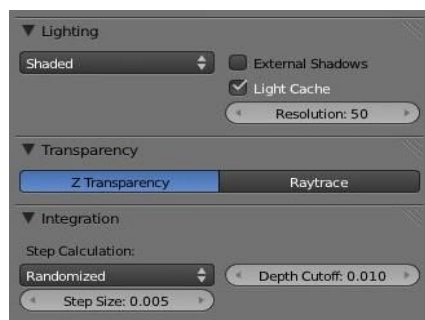 Lighting
Shaded
External Shadows
Light Cache
Resolution: 50
Transparency
Z Transparency
Raytrace
Integration
Step Calculation:
Randomized
Depth Cutoff: 0.010
Step Size: 0.005